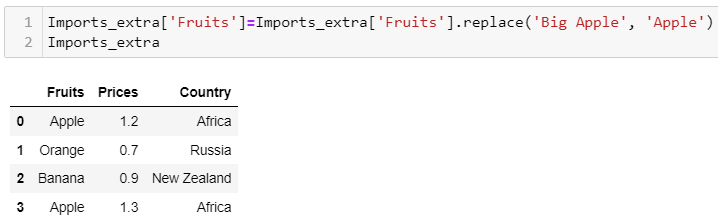 1 Imports_extra['Fruits']=Imports_extra['Fruits'].replace('Big Apple', 'Apple')
2 Imports_extra
Fruits Prices Country
0 Apple 1.2 Africa
1 Orange 0.7 Russia
2 Banana 0.9 New Zealand
3 Apple 1.3 Africa